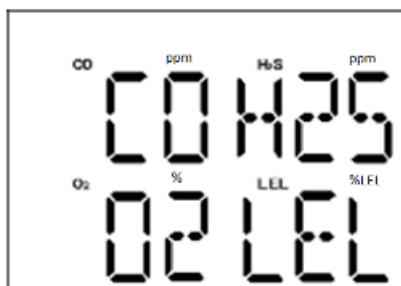 CO ppm H₂S ppm
CO H2S
O₂ % LEL %LEL
O2 LEL